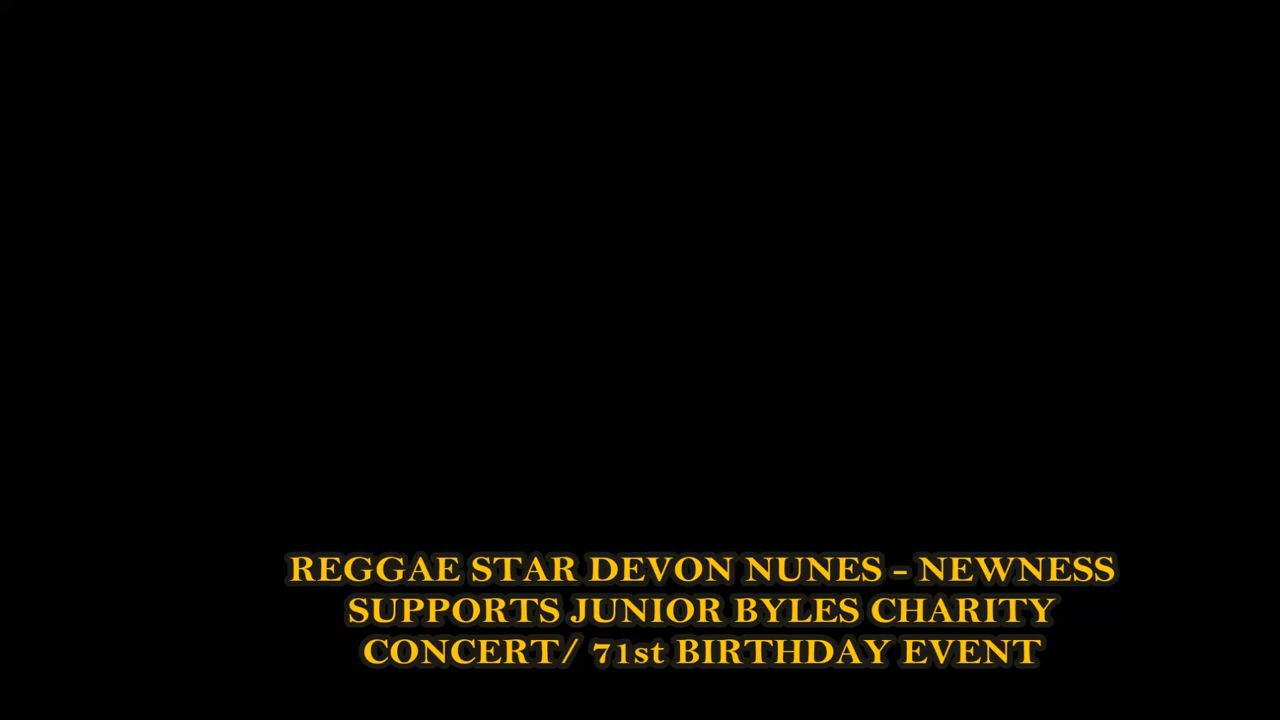 REGGAE STAR DEVON NUNES - NEWNESS
SUPPORTS JUNIOR BYLES CHARITY
CONCERT/ 71st BIRTHDAY EVENT